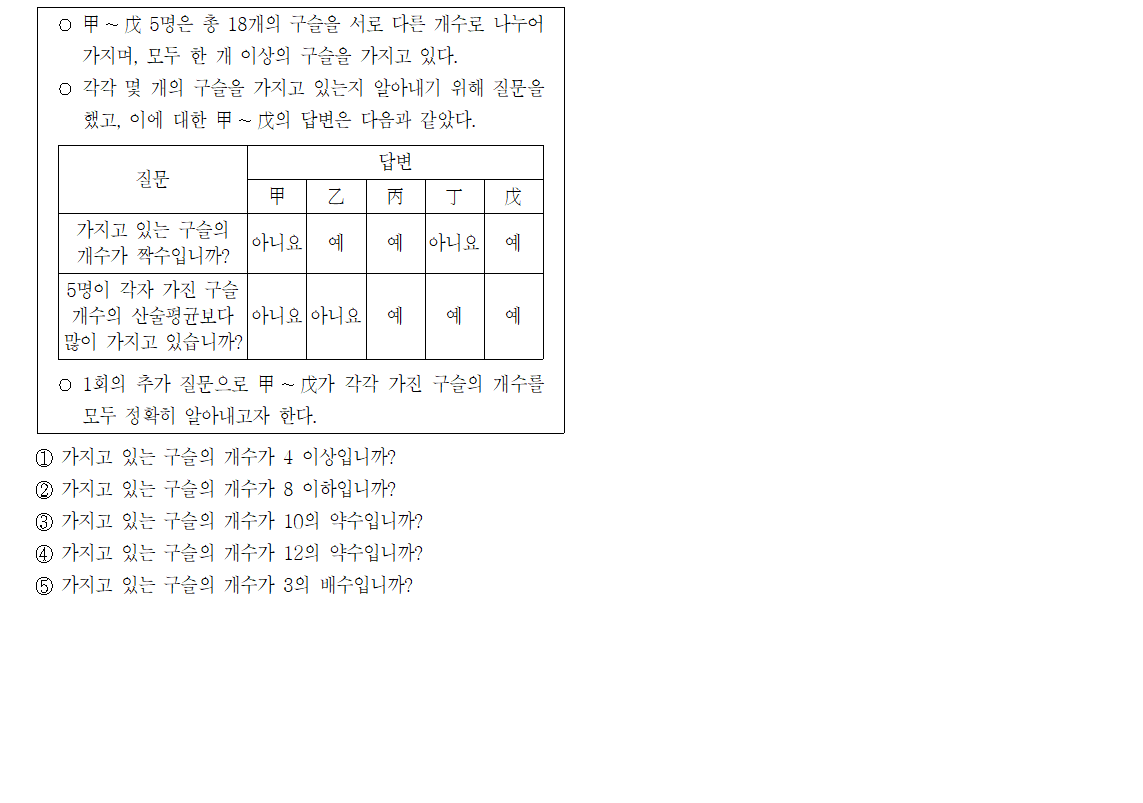 ○ 甲~戊 5명은 총 18개의 구슬을 서로 다른 개수로 나누어
가지며, 모두 한 개 이상의 구슬을 가지고 있다.
○ 각각 몇 개의 구슬을 가지고 있는지 알아내기 위해 질문을
했고, 이에 대한 甲~戊의 답변은 다음과 같았다.
질문
답변
甲 乙 丙 丁 戊
가지고 있는 구슬의
개수가 짝수입니까?
아니요 예 예 아니요 예
5명이 각자 가진 구슬
개수의 산술평균보다
많이 가지고 있습니까?
아니요 아니요 예 예 예
○ 1회의 추가 질문으로 甲~戊가 각각 가진 구슬의 개수를
모두 정확히 알아내고자 한다.
① 가지고 있는 구슬의 개수가 4 이상입니까?
② 가지고 있는 구슬의 개수가 8 이하입니까?
③ 가지고 있는 구슬의 개수가 10의 약수입니까?
④ 가지고 있는 구슬의 개수가 12의 약수입니까?
⑤ 가지고 있는 구슬의 개수가 3의 배수입니까?